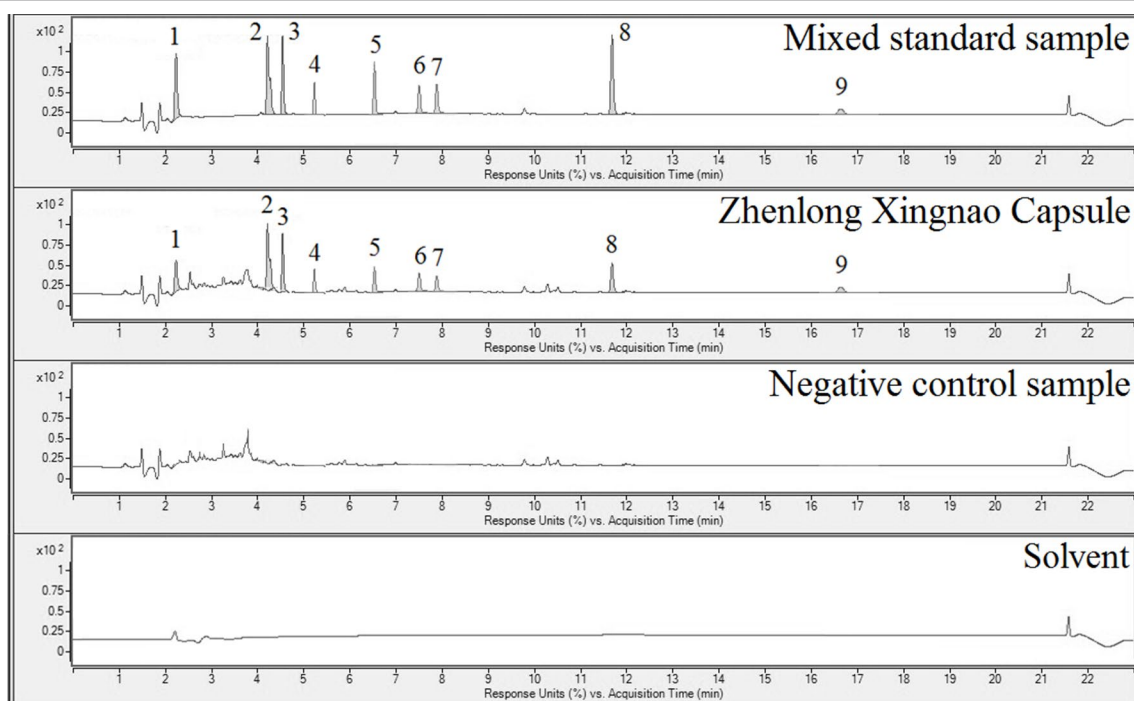 x10 2
1
0.75
0.5
0.25
0
1 2 3 4 5 6 7 8 9
Mixed standard sample
1 2 3 4 5 6 7 8 9 10 11 12 13 14 15 16 17 18 19 20 21 22
Response Units (%) vs. Acquisition Time (min)
x10 2
1
0.75
0.5
0.25
0
1 2 3 4 5 6 7 8 9
Zhenlong Xingnao Capsule
1 2 3 4 5 6 7 8 9 10 11 12 13 14 15 16 17 18 19 20 21 22
Response Units (%) vs. Acquisition Time (min)
x10 2
1
0.75
0.5
0.25
0
Negative control sample
1 2 3 4 5 6 7 8 9 10 11 12 13 14 15 16 17 18 19 20 21 22
Response Units (%) vs. Acquisition Time (min)
x10 2
1
0.75
0.5
0.25
0
Solvent
1 2 3 4 5 6 7 8 9 10 11 12 13 14 15 16 17 18 19 20 21 22
Response Units (%) vs. Acquisition Time (min)